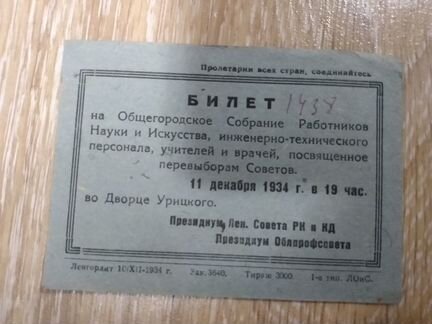 Пролетарии всех стран, соединяйтесь
БИЛЕТ 1438
на Общегородское Собрание Работников
Науки и Искусства, инженерно-технического
персонала, учителей и врачей, посвященное
перевыборам Советов.
11 декабря 1934 г. в 19 час.
во Дворце Урицкого.
Президиум Лен. Совета РК и КД
Президиум Облпрофсовета
Ленгорлит 10/XII-1934 г. Зак. 3640. Тираж 3000. 1-я тип. ЛОиС.